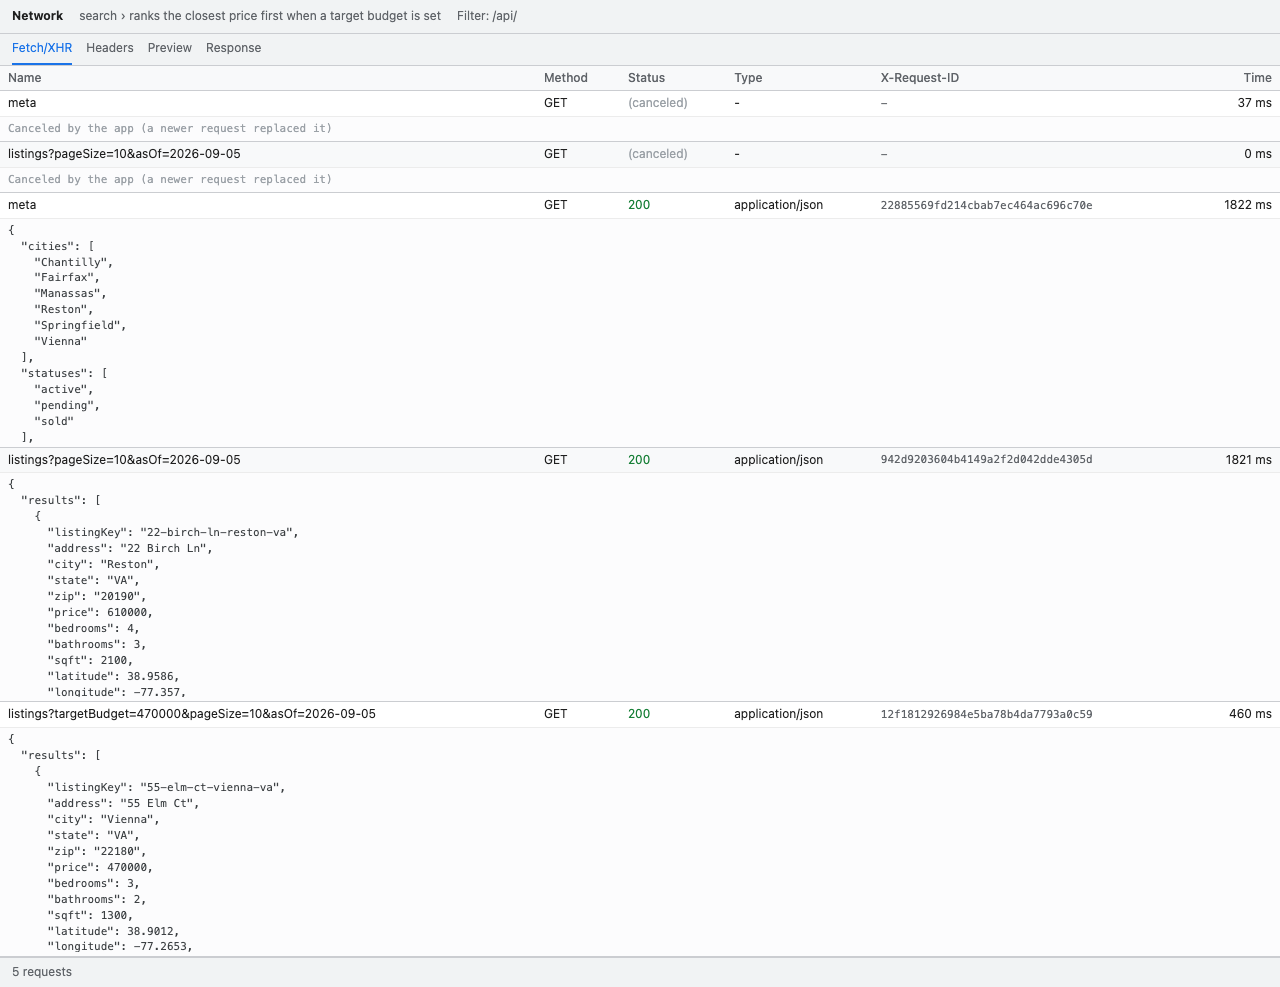 Network search › ranks the closest price first when a target budget is set Filter: /api/
Fetch/XHR Headers Preview Response
Name Method Status Type X-Request-ID Time
meta GET (canceled) - – 37 ms
Canceled by the app (a newer request replaced it)
listings?pageSize=10&asOf=2026-09-05 GET (canceled) - – 0 ms
Canceled by the app (a newer request replaced it)
meta GET 200 application/json 22885569fd214cbab7ec464ac696c70e 1822 ms
{
"cities": [
"Chantilly",
"Fairfax",
"Manassas",
"Reston",
"Springfield",
"Vienna"
],
"statuses": [
"active",
"pending",
"sold"
],
listings?pageSize=10&asOf=2026-09-05 GET 200 application/json 942d9203604b4149a2f2d042dde4305d 1821 ms
{
"results": [
{
"listingKey": "22-birch-ln-reston-va",
"address": "22 Birch Ln",
"city": "Reston",
"state": "VA",
"zip": "20190",
"price": 610000,
"bedrooms": 4,
"bathrooms": 3,
"sqft": 2100,
"latitude": 38.9586,
"longitude": -77.357,
listings?targetBudget=470000&pageSize=10&asOf=2026-09-05 GET 200 application/json 12f1812926984e5ba78b4da7793a0c59 460 ms
{
"results": [
{
"listingKey": "55-elm-ct-vienna-va",
"address": "55 Elm Ct",
"city": "Vienna",
"state": "VA",
"zip": "22180",
"price": 470000,
"bedrooms": 3,
"bathrooms": 2,
"sqft": 1300,
"latitude": 38.9012,
"longitude": -77.2653,
5 requests